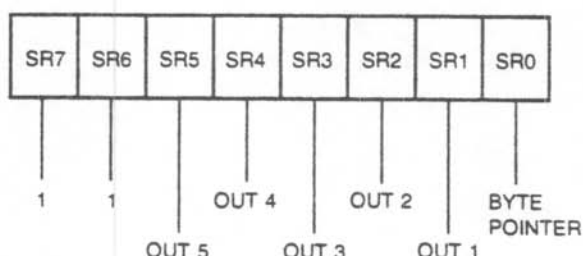 SR7 SR6 SR5 SR4 SR3 SR2 SR1 SR0
1 1 OUT 4 OUT 2 BYTE
POINTER
OUT 5 OUT 3 OUT 1